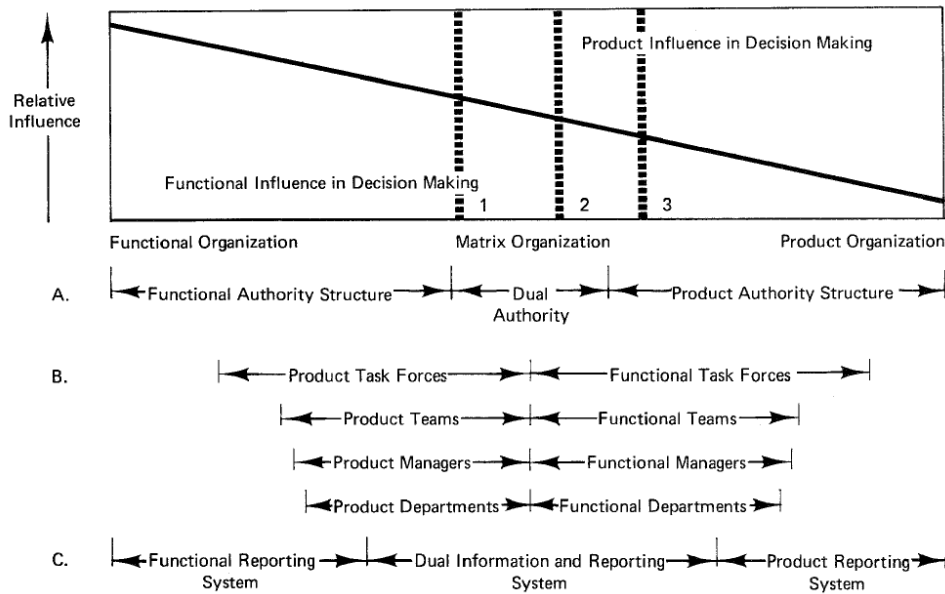 Product Influence in Decision Making
Relative
Influence
Functional Influence in Decision Making
1
2
3
Functional Organization
Matrix Organization
Product Organization
A.
Functional Authority Structure
Dual
Authority
Product Authority Structure
B.
Product Task Forces
Functional Task Forces
Product Teams
Functional Teams
Product Managers
Functional Managers
Product Departments
Functional Departments
C.
Functional Reporting
System
Dual Information and Reporting
System
Product Reporting
System